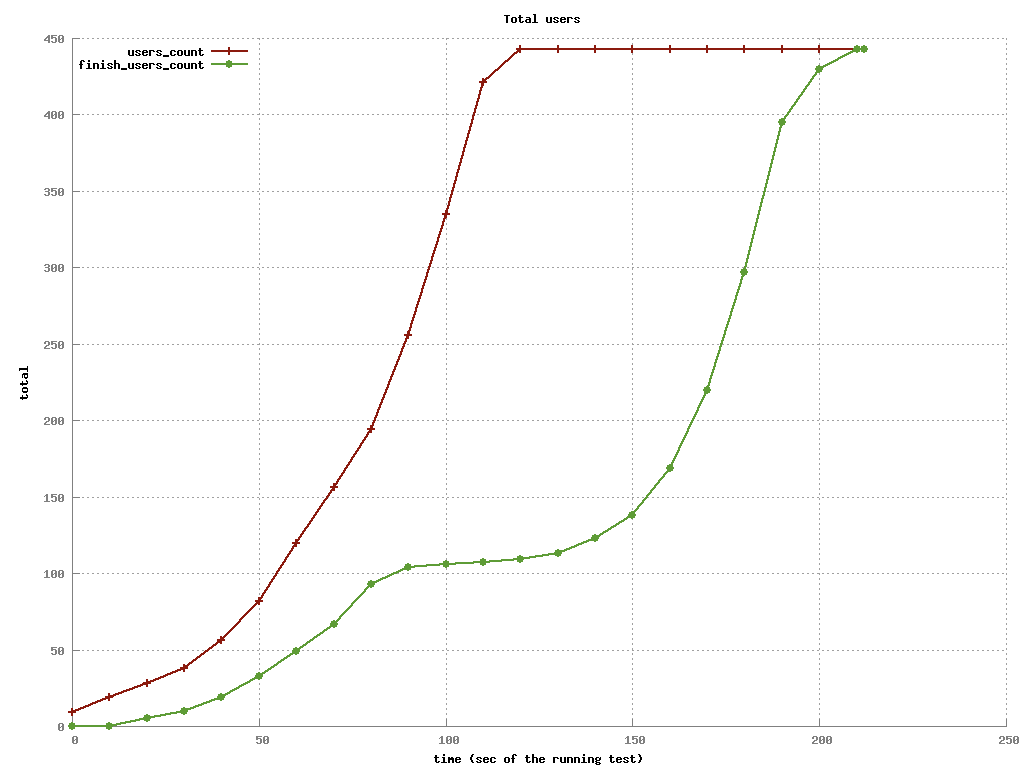 Total users
users_count
finish_users_count
450
400
350
300
250
200
150
100
50
0
total
0 50 100 150 200 250
time (sec of the running test)